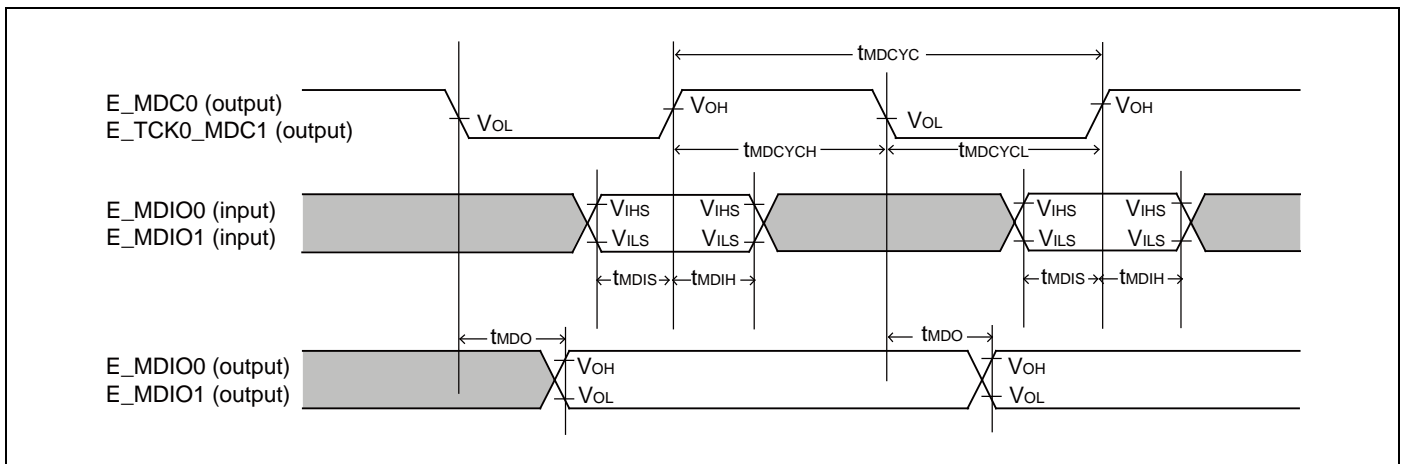 tMDCYC
E_MDC0 (output)
E_TCK0_MDC1 (output)
VOL
VOH
VOL
VOH
tMDCYCH
tMDCYCL
E_MDIO0 (input)
E_MDIO1 (input)
VIHS
VIHS
VIHS
VIHS
VILS
VILS
VILS
VILS
tMDIS
tMDIH
tMDIS
tMDIH
tMDO
tMDO
E_MDIO0 (output)
E_MDIO1 (output)
VOH
VOH
VOL
VOL